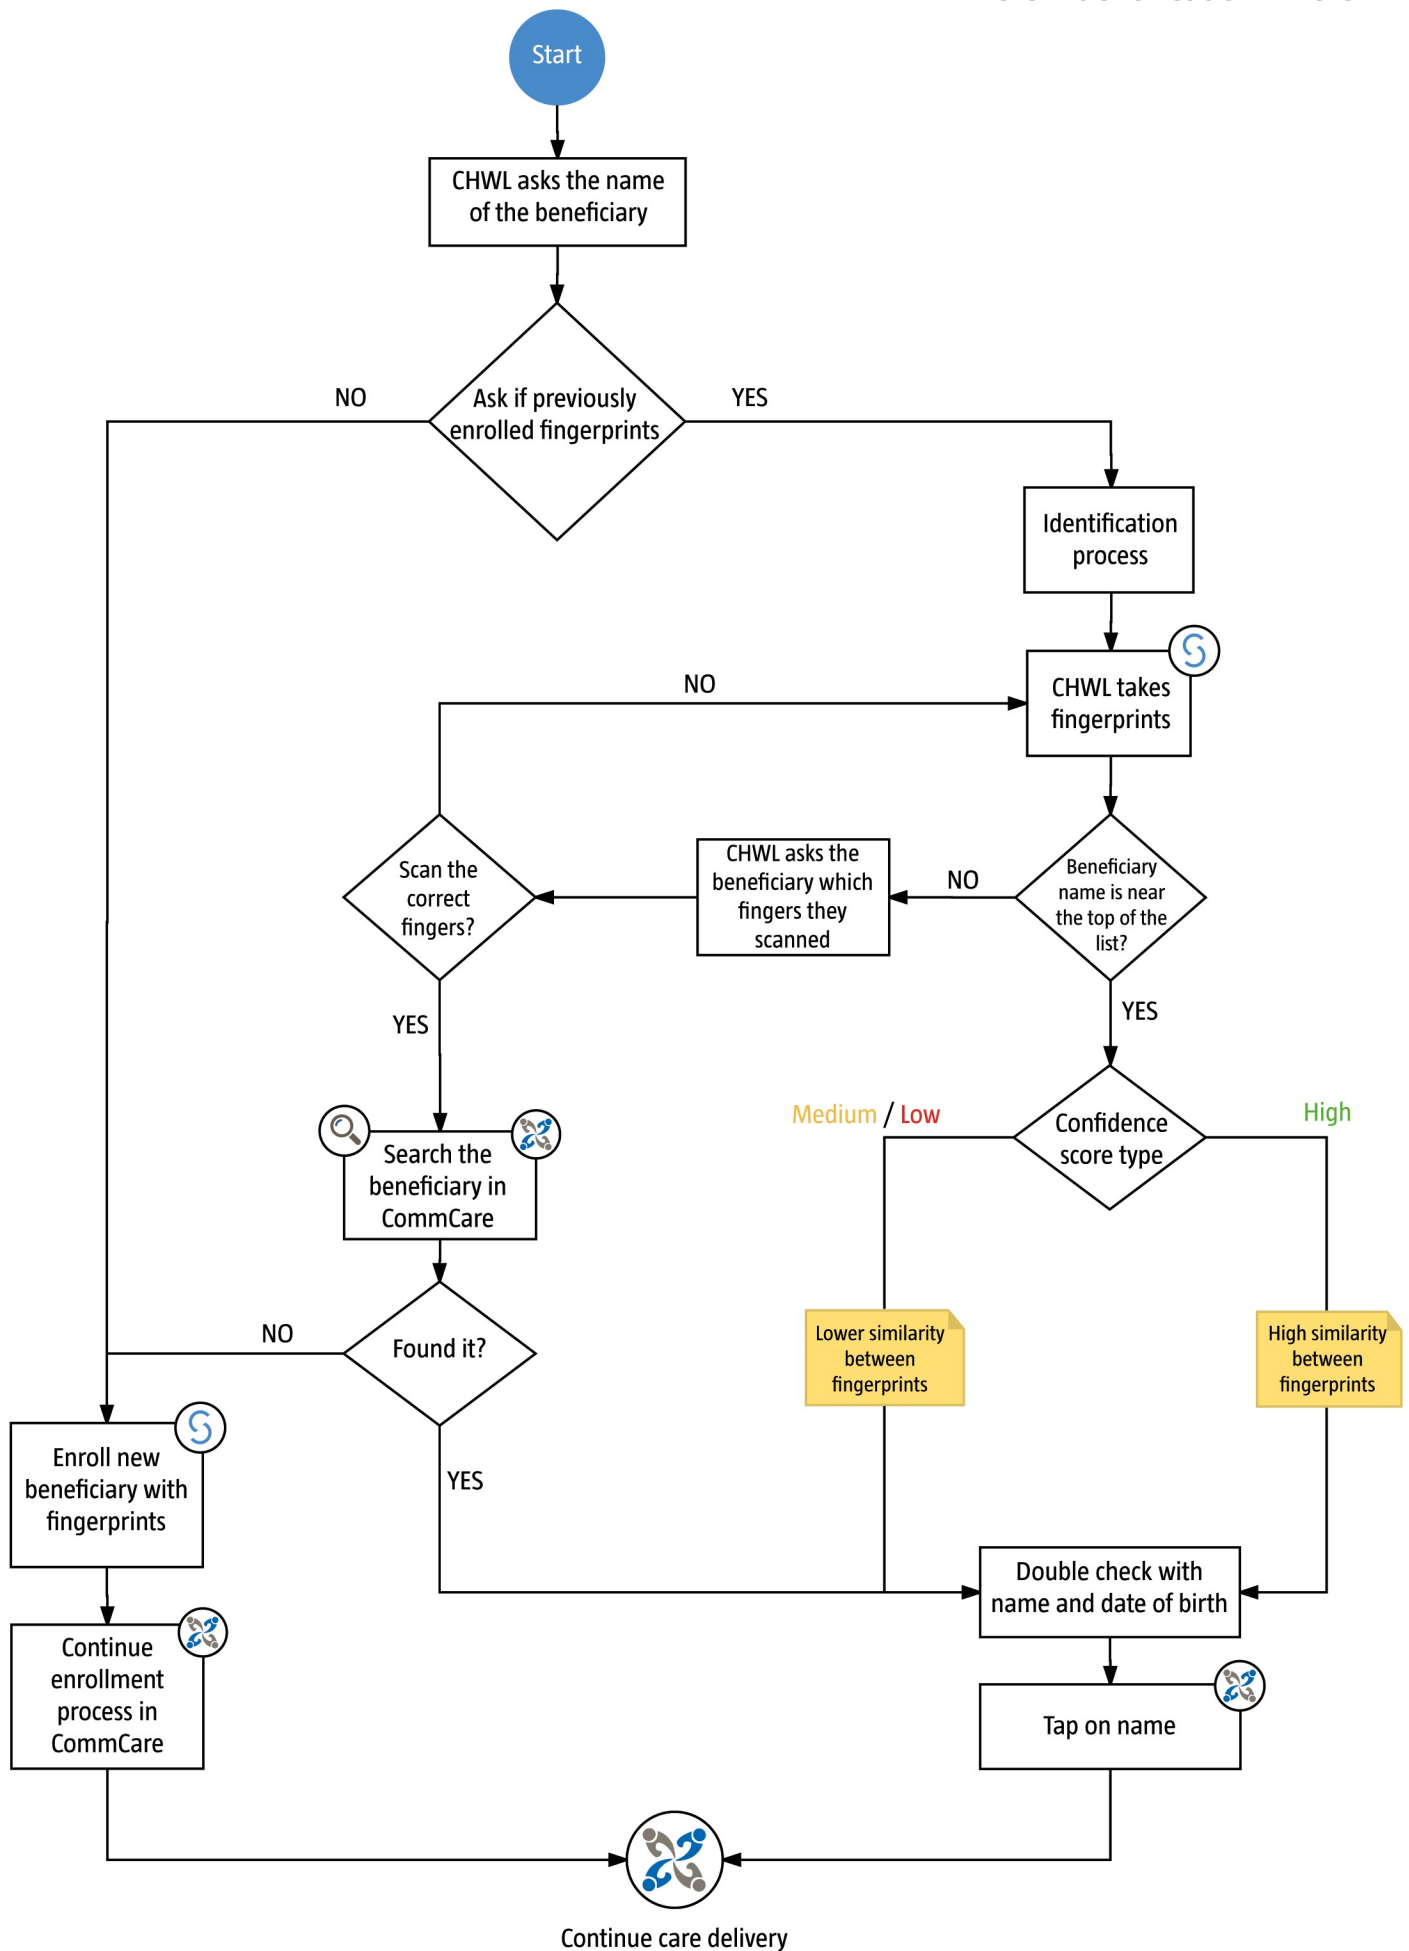 Start
CHWL asks the name
of the beneficiary
NO
YES
Ask if previously
enrolled fingerprints
Identification
process
NO
CHWL takes
fingerprints
Scan the
correct
fingers?
CHWL asks the
beneficiary which
fingers they
scanned
NO
Beneficiary
name is near
the top of the
list?
YES
YES
Medium / Low
High
Confidence
score type
Search the
beneficiary in
CommCare
NO
Found it?
Lower similarity
between
fingerprints
High similarity
between
fingerprints
Enroll new
beneficiary with
fingerprints
YES
Double check with
name and date of birth
Continue
enrollment
process in
CommCare
Tap on name
Continue care delivery